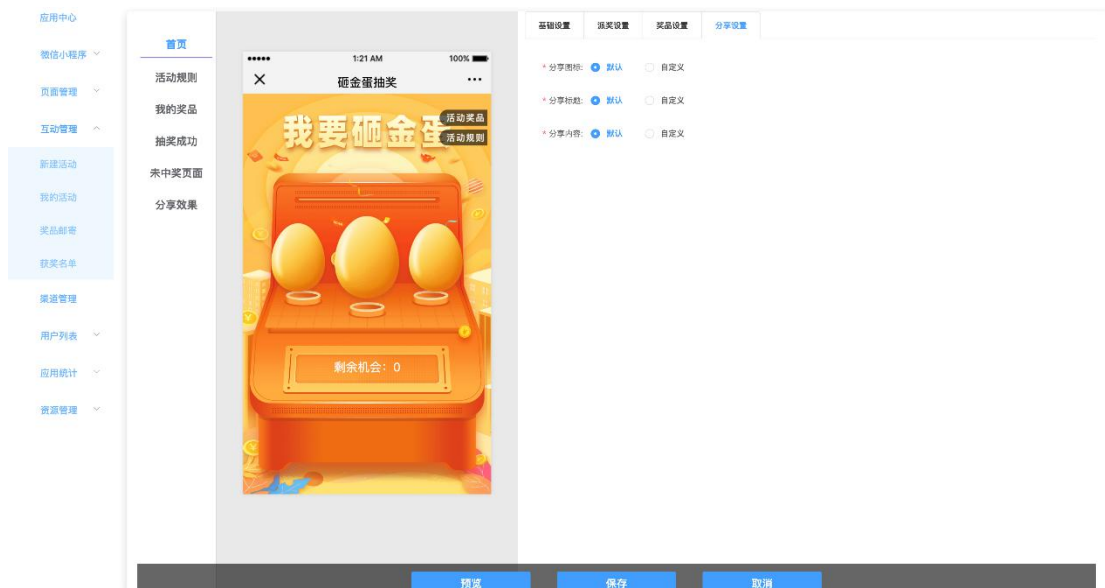 应用中心
微信小程序
页面管理
互动管理
新建活动
我的活动
奖品邮寄
获奖名单
渠道管理
用户列表
应用统计
资源管理
首页
活动规则
我的奖品
抽奖成功
未中奖页面
分享效果
1:21 AM 100%
砸金蛋抽奖
我要砸金蛋
活动奖品
活动规则
剩余机会：0
基础设置 派奖设置 奖品设置 分享设置
* 分享图标: 默认 自定义
* 分享标题: 默认 自定义
* 分享内容: 默认 自定义
预览 保存 取消